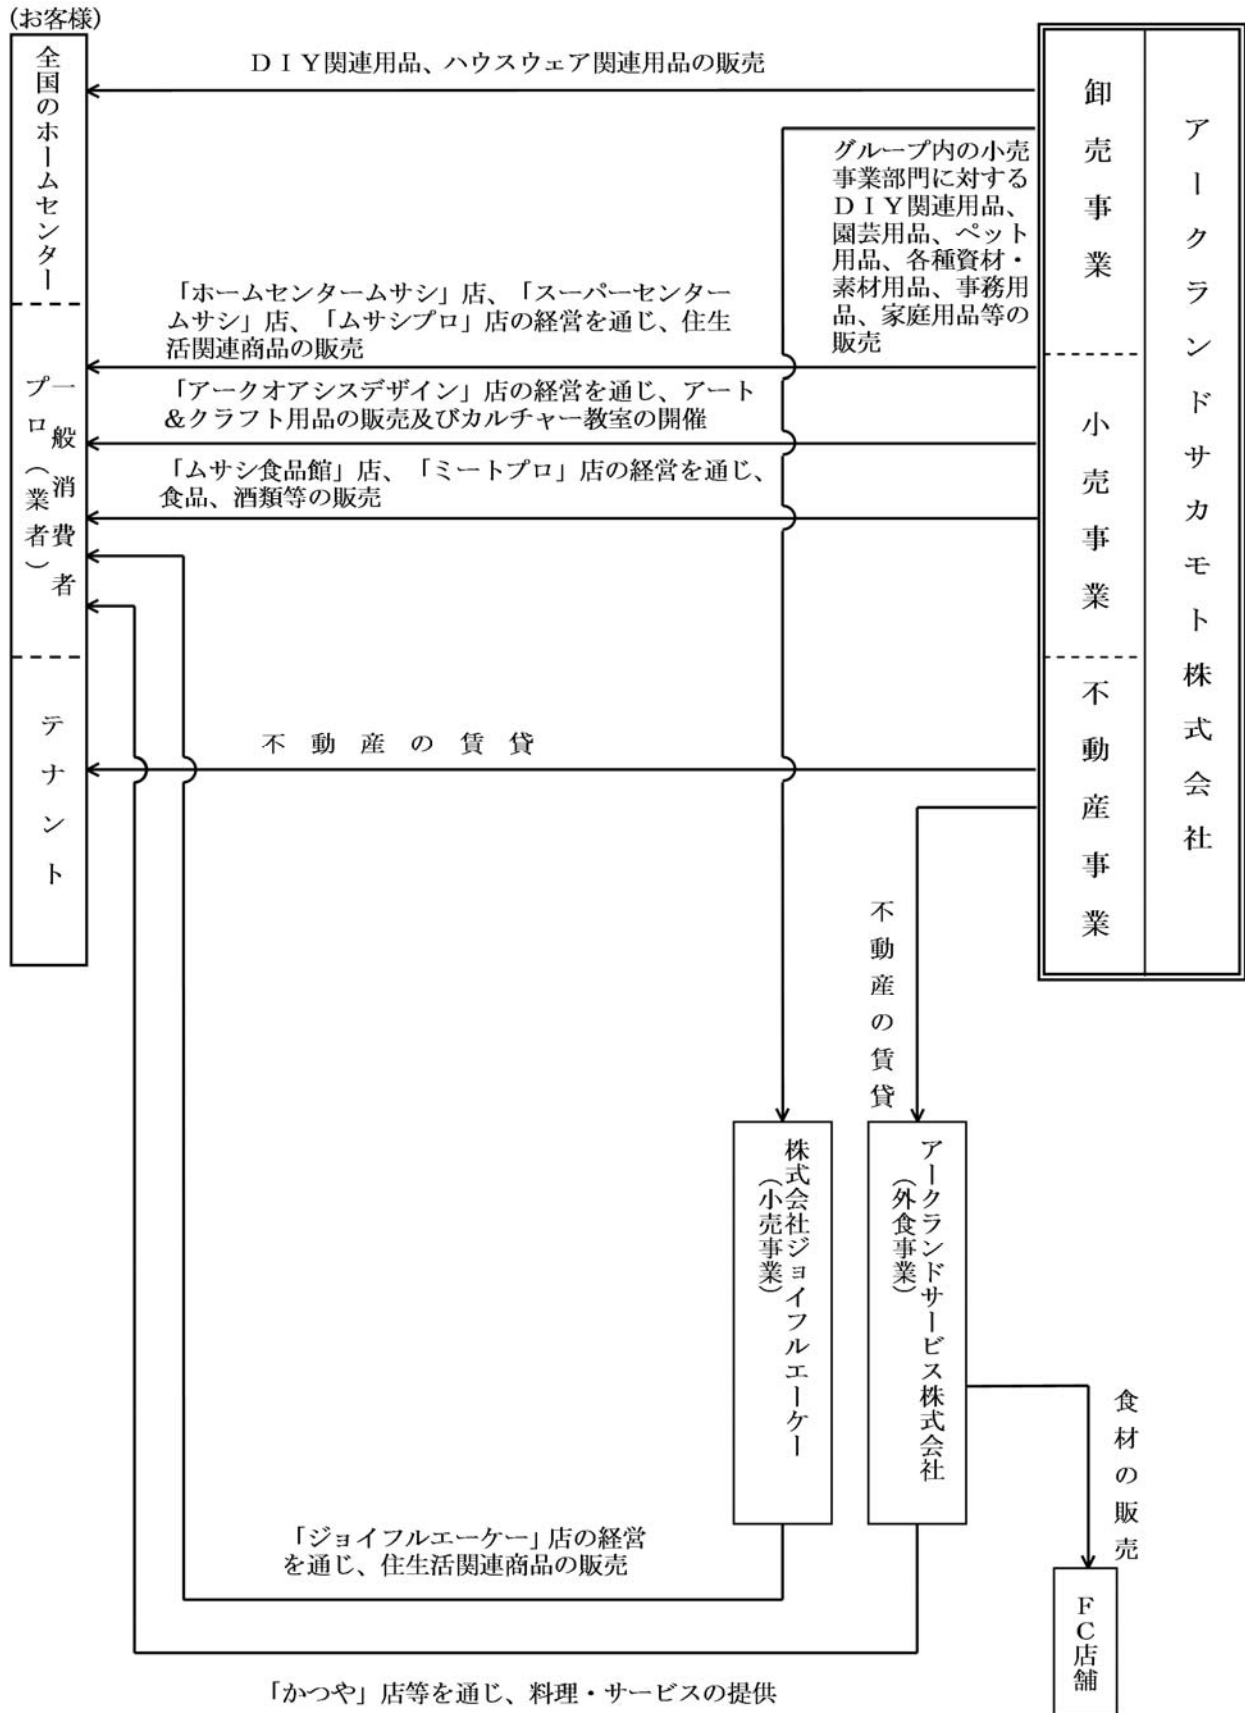 (お客様)
全国のホームセンター
一般消費者
プロ（業者）
テナント
ＤＩＹ関連用品、ハウスウェア関連用品の販売
グループ内の小売
事業部門に対する
ＤＩＹ関連用品、
園芸用品、ペット
用品、各種資材・
素材用品、事務用
品、家庭用品等の
販売
「ホームセンタームサシ」店、「スーパーセンター
ムサシ」店、「ムサシプロ」店の経営を通じ、住生
活関連商品の販売
「アークオアシスデザイン」店の経営を通じ、アート
&クラフト用品の販売及びカルチャー教室の開催
「ムサシ食品館」店、「ミートプロ」店の経営を通じ、
食品、酒類等の販売
不動産の賃貸
アークランドサカモト株式会社
卸売事業
小売事業
不動産事業
不動産の賃貸
株式会社ジョイフルエーケー
（小売事業）
アークランドサービス株式会社
（外食事業）
食材の販売
ＦＣ店舗
「ジョイフルエーケー」店の経営
を通じ、住生活関連商品の販売
「かつや」店等を通じ、料理・サービスの提供